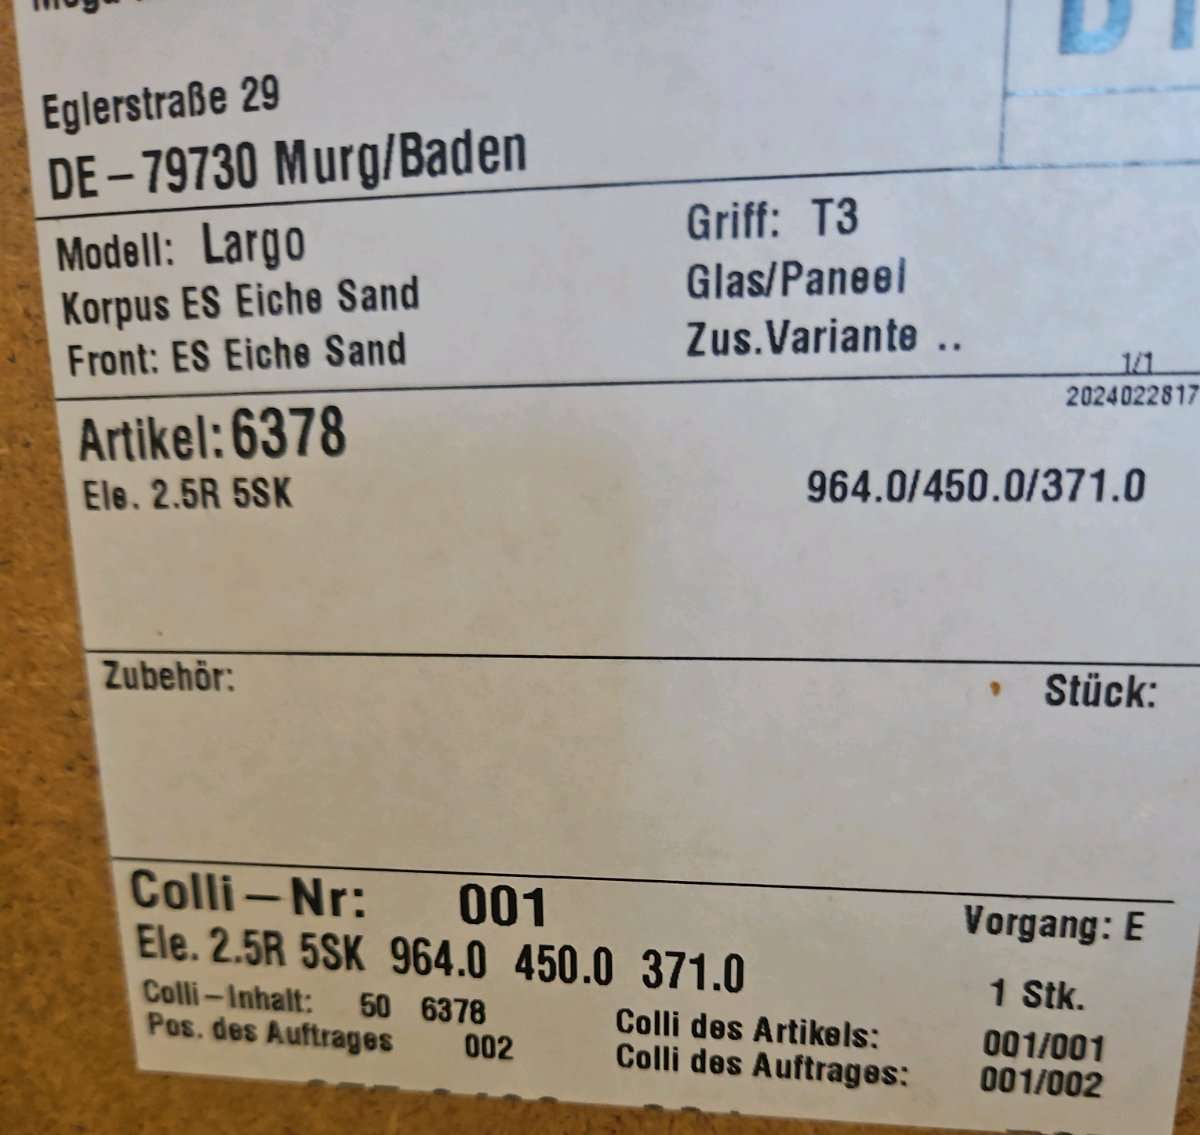 Eglerstraße 29
DE-79730 Murg/Baden
Modell: Largo
Griff: T3
Korpus ES Eiche Sand
Glas/Paneel
Front: ES Eiche Sand
Zus.Variante ..
1/1
2024022817
Artikel: 6378
Ele. 2.5R 5SK
964.0/450.0/371.0
Zubehör:
Stück:
Colli-Nr: 001
Vorgang: E
Ele. 2.5R 5SK 964.0 450.0 371.0
1 Stk.
Colli-Inhalt: 50 6378
Colli des Artikels: 001/001
Pos. des Auftrages 002
Colli des Auftrages: 001/002